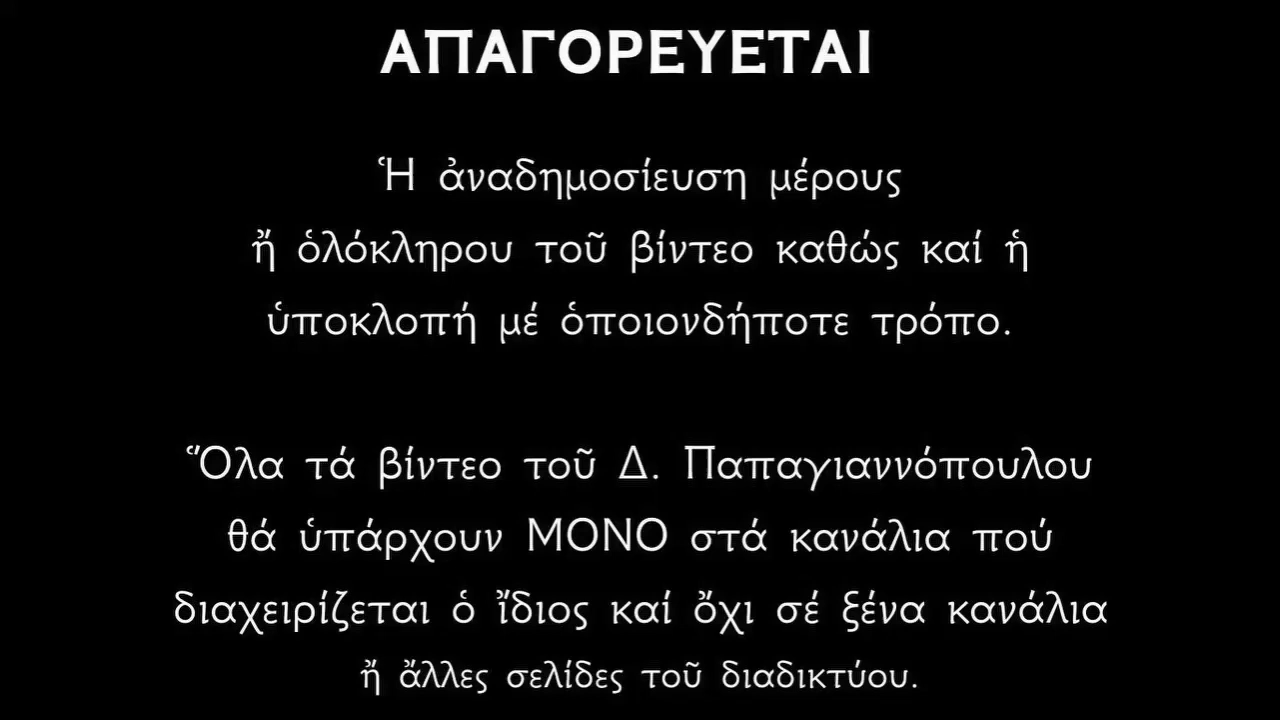 ΑΠΑΓΟΡΕΥΕΤΑΙ
Ἡ ἀναδημοσίευση μέρους
ἤ ὁλόκληρου τοῦ βίντεο καθώς καί ἡ
ὑποκλοπή μέ ὁποιονδήποτε τρόπο.
Ὅλα τά βίντεο τοῦ Δ. Παπαγιαννόπουλου
θά ὑπάρχουν ΜΟΝΟ στά κανάλια πού
διαχειρίζεται ὁ ἴδιος καί ὄχι σέ ξένα κανάλια
ἤ ἄλλες σελίδες τοῦ διαδικτύου.